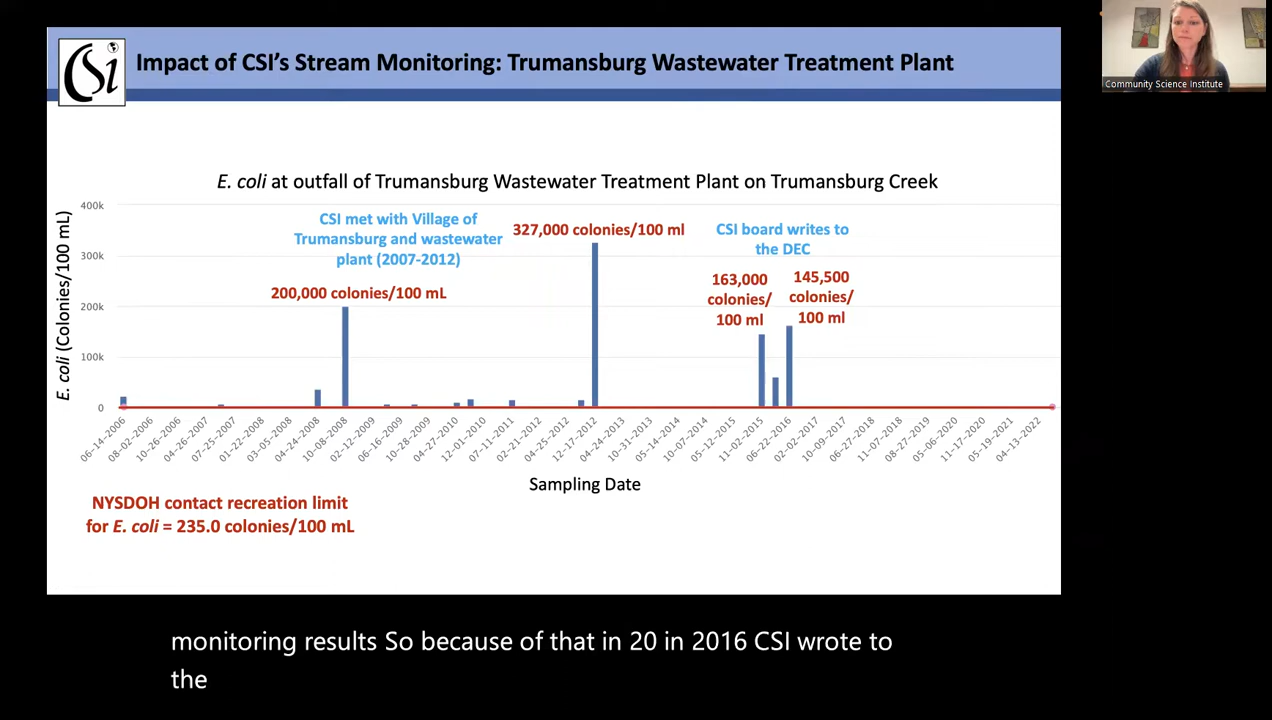 CSi
Impact of CSI's Stream Monitoring: Trumansburg Wastewater Treatment Plant
Community Science Institute
E. coli at outfall of Trumansburg Wastewater Treatment Plant on Trumansburg Creek
E. coli (Colonies/100 mL)
400k
300k
200k
100k
0
CSI met with Village of
Trumansburg and wastewater
plant (2007-2012)
200,000 colonies/100 mL
327,000 colonies/100 ml
CSI board writes to
the DEC
163,000
colonies/
100 ml
145,500
colonies/
100 ml
06-14-2006
08-02-2006
10-26-2006
04-26-2007
07-25-2007
01-22-2008
03-05-2008
04-24-2008
10-08-2008
02-12-2009
06-16-2009
10-28-2009
04-27-2010
12-01-2010
07-11-2011
02-21-2012
04-25-2012
12-17-2012
04-24-2013
10-31-2013
05-14-2014
10-07-2014
05-12-2015
11-02-2015
06-22-2016
02-02-2017
10-09-2017
06-27-2018
11-07-2018
08-27-2019
05-06-2020
11-17-2020
05-19-2021
04-13-2022
Sampling Date
NYSDOH contact recreation limit
for E. coli = 235.0 colonies/100 mL
monitoring results So because of that in 20 in 2016 CSI wrote to
the